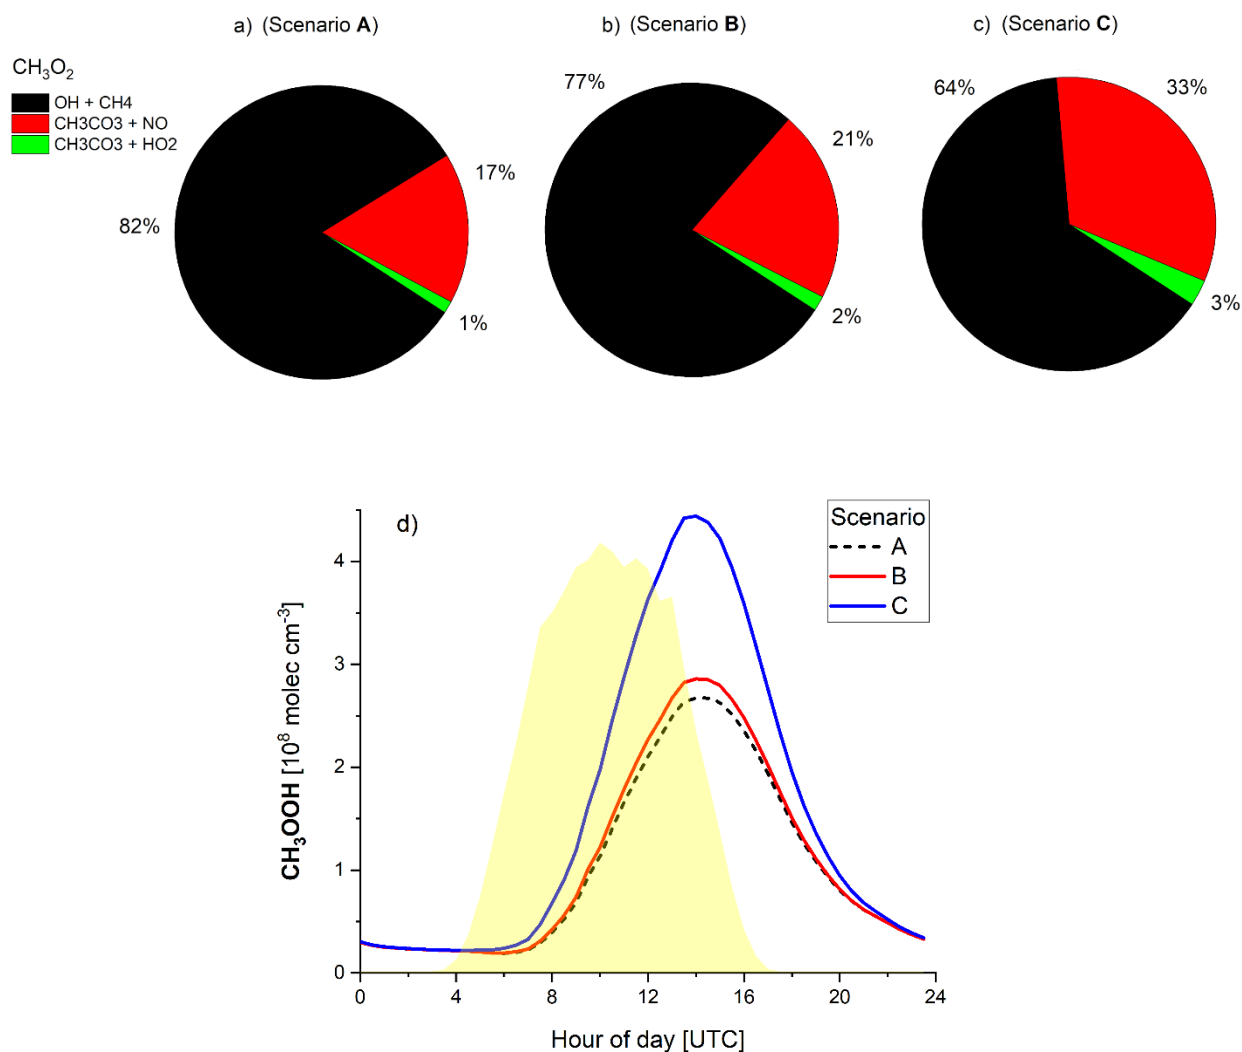 a) (Scenario A)
b) (Scenario B)
c) (Scenario C)
CH₃O₂
OH + CH4
CH3CO3 + NO
CH3CO3 + HO2
82%
17%
1%
77%
21%
2%
64%
33%
3%
d)
Scenario
A
B
C
CH₃OOH [10⁸ molec cm⁻³]
4
3
2
1
0
0 4 8 12 16 20 24
Hour of day [UTC]